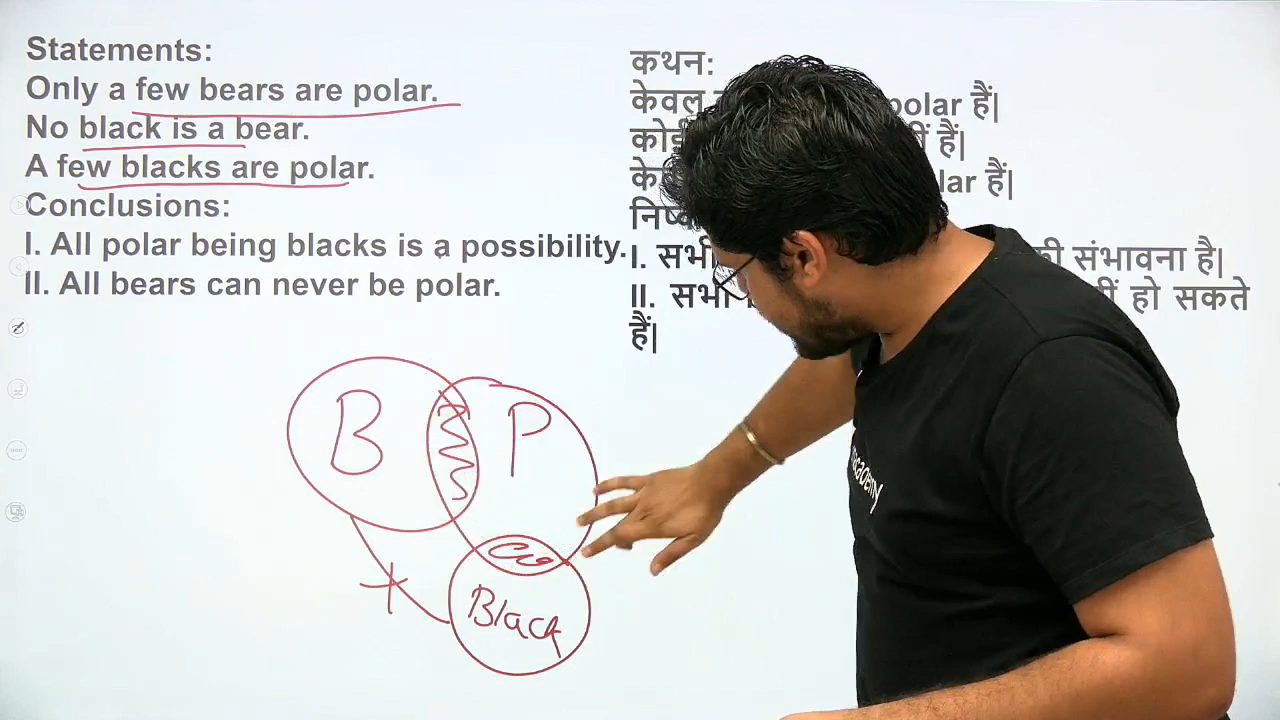 Statements:
Only a few bears are polar.
No black is a bear.
A few blacks are polar.
Conclusions:
I. All polar being blacks is a possibility.
II. All bears can never be polar.
कथन:
केवल polar हैं|
हैं|
हैं|
I. सभी की संभावना है|
II. सभी हो सकते
हैं|
B
P
Black